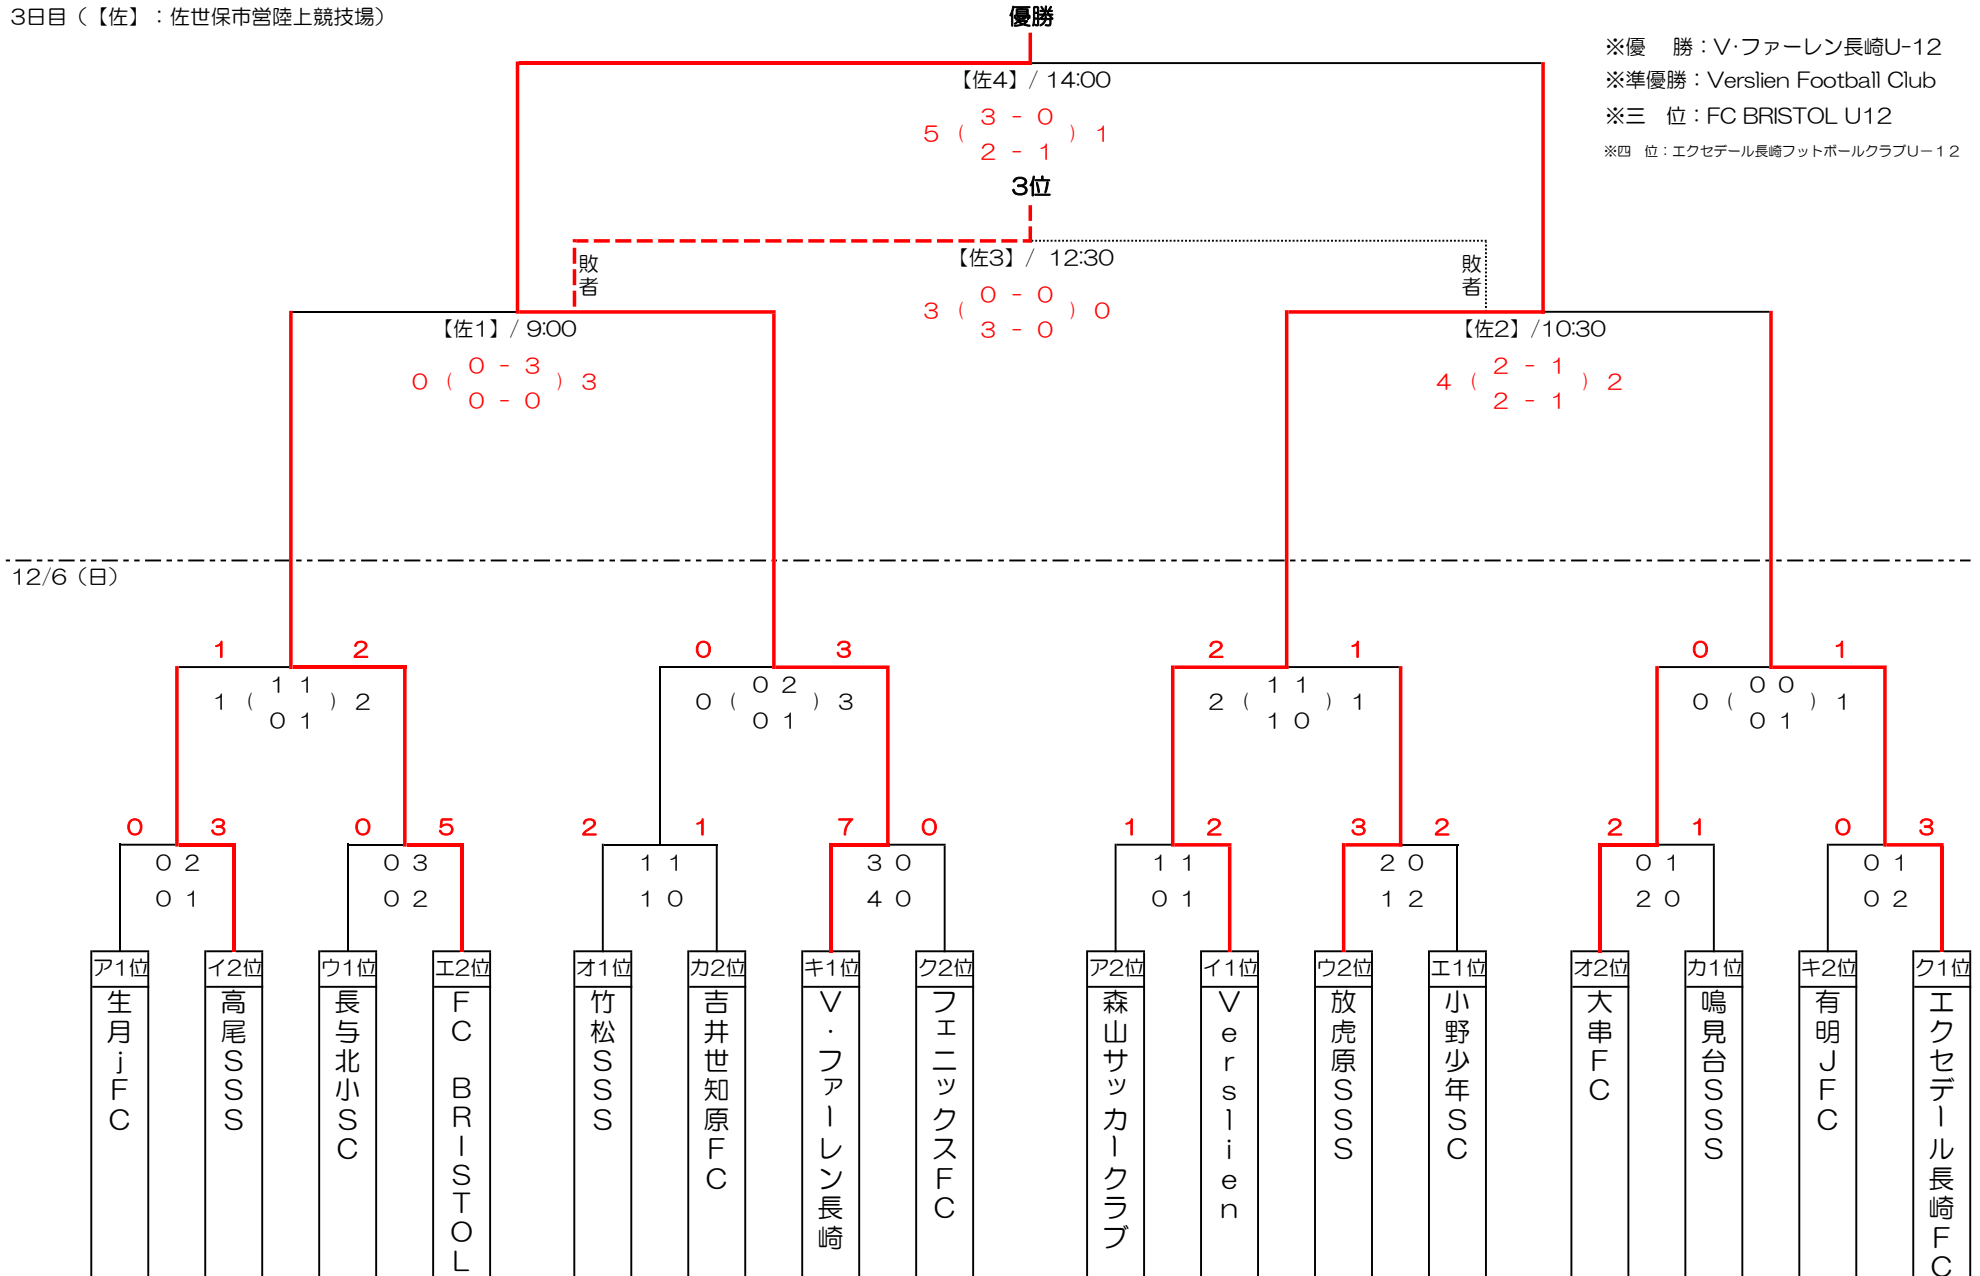 3日目（【佐】：佐世保市営陸上競技場）
優勝
※優　勝：V･ファーレン長崎U-12
※準優勝：Verslien Football Club
※三　位：FC BRISTOL U12
※四　位：エクセデール長崎フットボールクラブU－１２
【佐4】/ 14:00
3 - 0
5 ( ) 1
2 - 1
3位
敗者
【佐3】/ 12:30
敗者
0 - 0
3 ( ) 0
3 - 0
【佐1】/ 9:00
【佐2】/10:30
0 - 3
0 ( ) 3
0 - 0
2 - 1
4 ( ) 2
2 - 1
12/6（日）
1 2 0 3 2 1 0 1
1 1 0 2 1 1 0 0
1 ( ) 2 0 ( ) 3 2 ( ) 1 0 ( ) 1
0 1 0 1 1 0 0 1
0 3 0 5 2 1 7 0 1 2 3 2 2 1 0 3
0 2 0 3 1 1 3 0 1 1 2 0 0 1 0 1
0 1 0 2 1 0 4 0 0 1 1 2 2 0 0 2
ア1位 イ2位 ウ1位 エ2位 オ1位 カ2位 キ1位 ク2位 ア2位 イ1位 ウ2位 エ1位 オ2位 カ1位 キ2位 ク1位
生月ｊＦＣ
高尾ＳＳＳ
長与北小ＳＣ
ＦＣ　ＢＲＩＳＴＯＬ
竹松ＳＳＳ
吉井世知原ＦＣ
Ｖ・ファーレン長崎
フェニックスＦＣ
森山サッカークラブ
Ｖｅｒｓｌｉｅｎ
放虎原ＳＳＳ
小野少年ＳＣ
大串ＦＣ
鳴見台ＳＳＳ
有明ＪＦＣ
エクセデール長崎ＦＣ